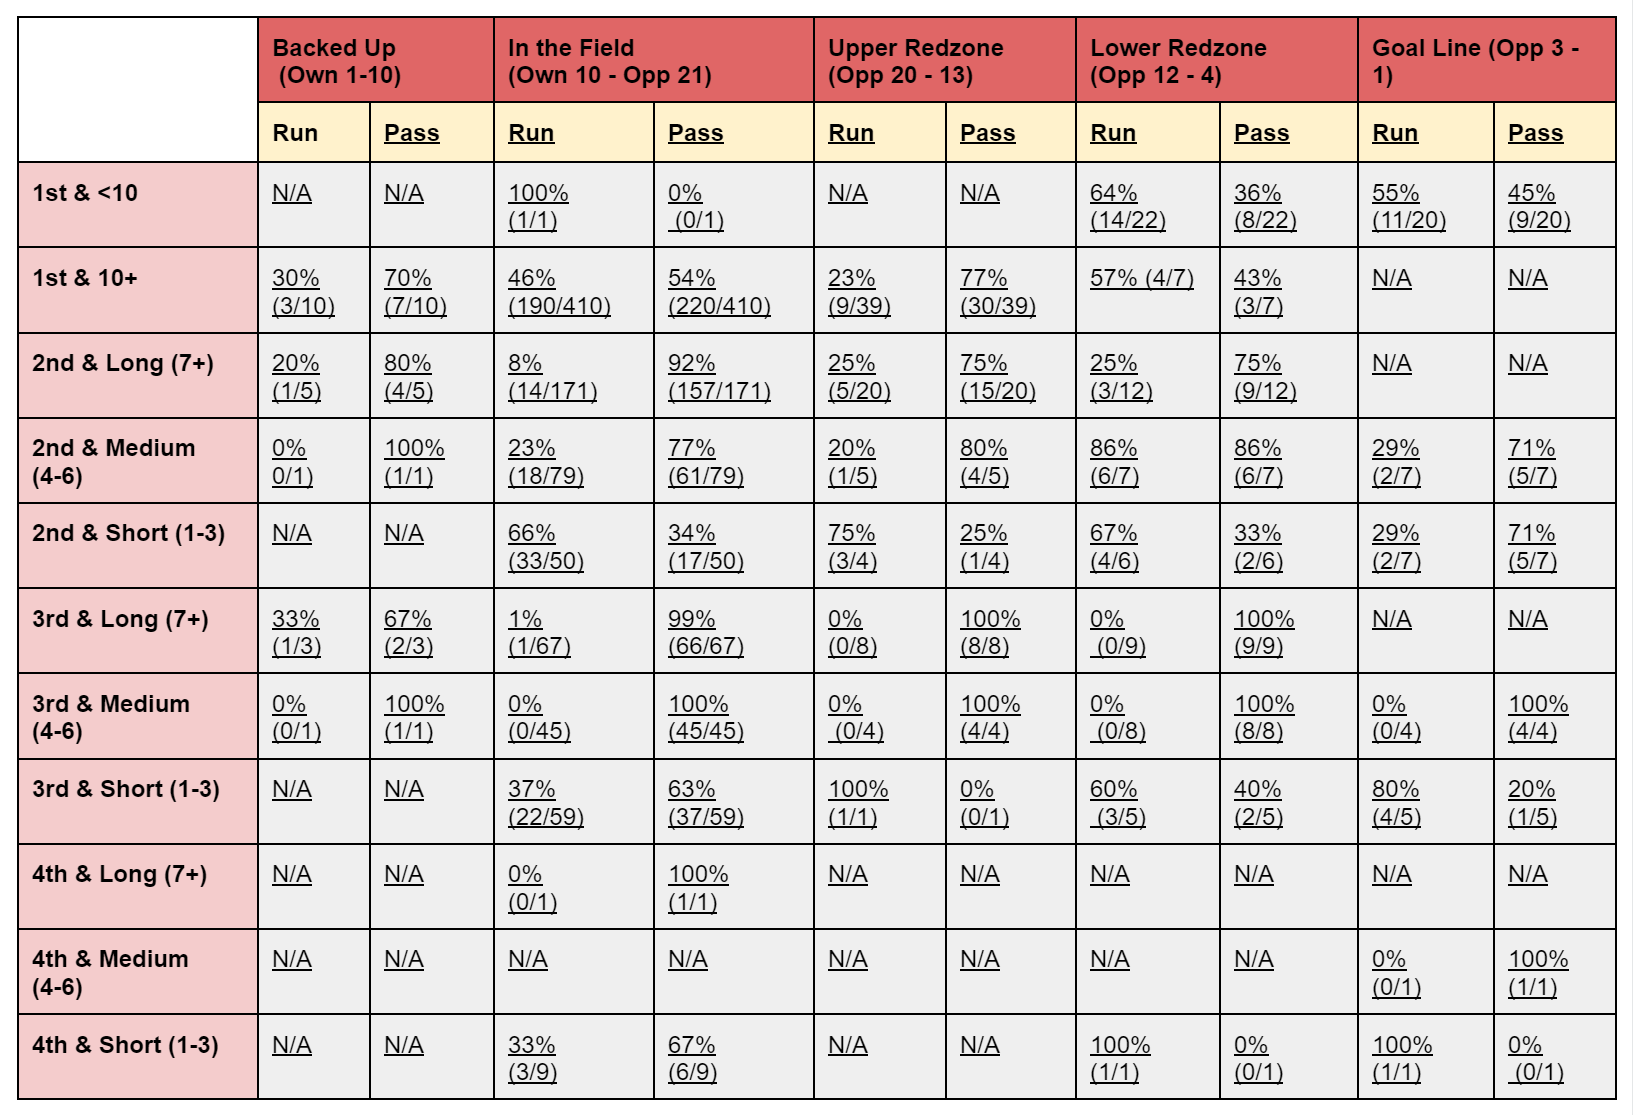 Backed Up
(Own 1-10)
In the Field
(Own 10 - Opp 21)
Upper Redzone
(Opp 20 - 13)
Lower Redzone
(Opp 12 - 4)
Goal Line (Opp 3 -
1)
Run
Pass
Run
Pass
Run
Pass
Run
Pass
Run
Pass
1st & <10
N/A
N/A
100%
(1/1)
0%
(0/1)
N/A
N/A
64%
(14/22)
36%
(8/22)
55%
(11/20)
45%
(9/20)
1st & 10+
30%
(3/10)
70%
(7/10)
46%
(190/410)
54%
(220/410)
23%
(9/39)
77%
(30/39)
57% (4/7)
43%
(3/7)
N/A
N/A
2nd & Long (7+)
20%
(1/5)
80%
(4/5)
8%
(14/171)
92%
(157/171)
25%
(5/20)
75%
(15/20)
25%
(3/12)
75%
(9/12)
N/A
N/A
2nd & Medium
(4-6)
0%
0/1)
100%
(1/1)
23%
(18/79)
77%
(61/79)
20%
(1/5)
80%
(4/5)
86%
(6/7)
86%
(6/7)
29%
(2/7)
71%
(5/7)
2nd & Short (1-3)
N/A
N/A
66%
(33/50)
34%
(17/50)
75%
(3/4)
25%
(1/4)
67%
(4/6)
33%
(2/6)
29%
(2/7)
71%
(5/7)
3rd & Long (7+)
33%
(1/3)
67%
(2/3)
1%
(1/67)
99%
(66/67)
0%
(0/8)
100%
(8/8)
0%
(0/9)
100%
(9/9)
N/A
N/A
3rd & Medium
(4-6)
0%
(0/1)
100%
(1/1)
0%
(0/45)
100%
(45/45)
0%
(0/4)
100%
(4/4)
0%
(0/8)
100%
(8/8)
0%
(0/4)
100%
(4/4)
3rd & Short (1-3)
N/A
N/A
37%
(22/59)
63%
(37/59)
100%
(1/1)
0%
(0/1)
60%
(3/5)
40%
(2/5)
80%
(4/5)
20%
(1/5)
4th & Long (7+)
N/A
N/A
0%
(0/1)
100%
(1/1)
N/A
N/A
N/A
N/A
N/A
N/A
4th & Medium
(4-6)
N/A
N/A
N/A
N/A
N/A
N/A
N/A
N/A
0%
(0/1)
100%
(1/1)
4th & Short (1-3)
N/A
N/A
33%
(3/9)
67%
(6/9)
N/A
N/A
100%
(1/1)
0%
(0/1)
100%
(1/1)
0%
(0/1)